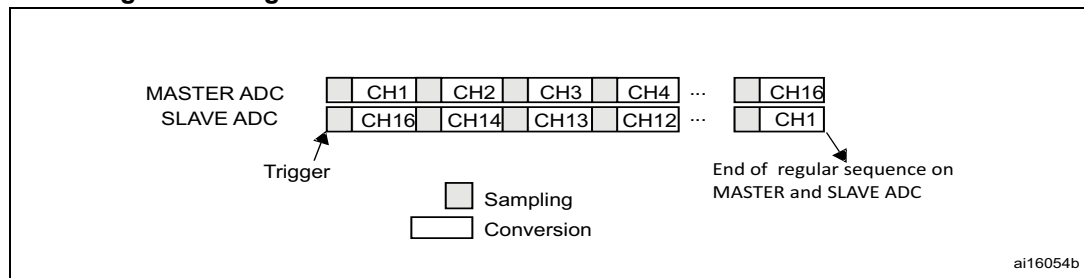 MASTER ADC CH1 CH2 CH3 CH4 ... CH16
SLAVE ADC CH16 CH14 CH13 CH12 ... CH1
Trigger
End of regular sequence on
MASTER and SLAVE ADC
Sampling
Conversion
ai16054b